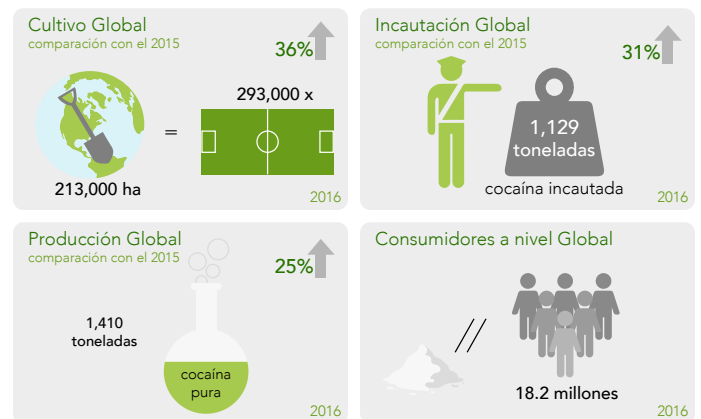 Cultivo Global
comparación con el 2015
36%
293,000 x
=
213,000 ha
2016
Incautación Global
comparación con el 2015
31%
1,129
toneladas
cocaína incautada
2016
Producción Global
comparación con el 2015
25%
1,410
toneladas
cocaína
pura
2016
Consumidores a nivel Global
18.2 millones
2016